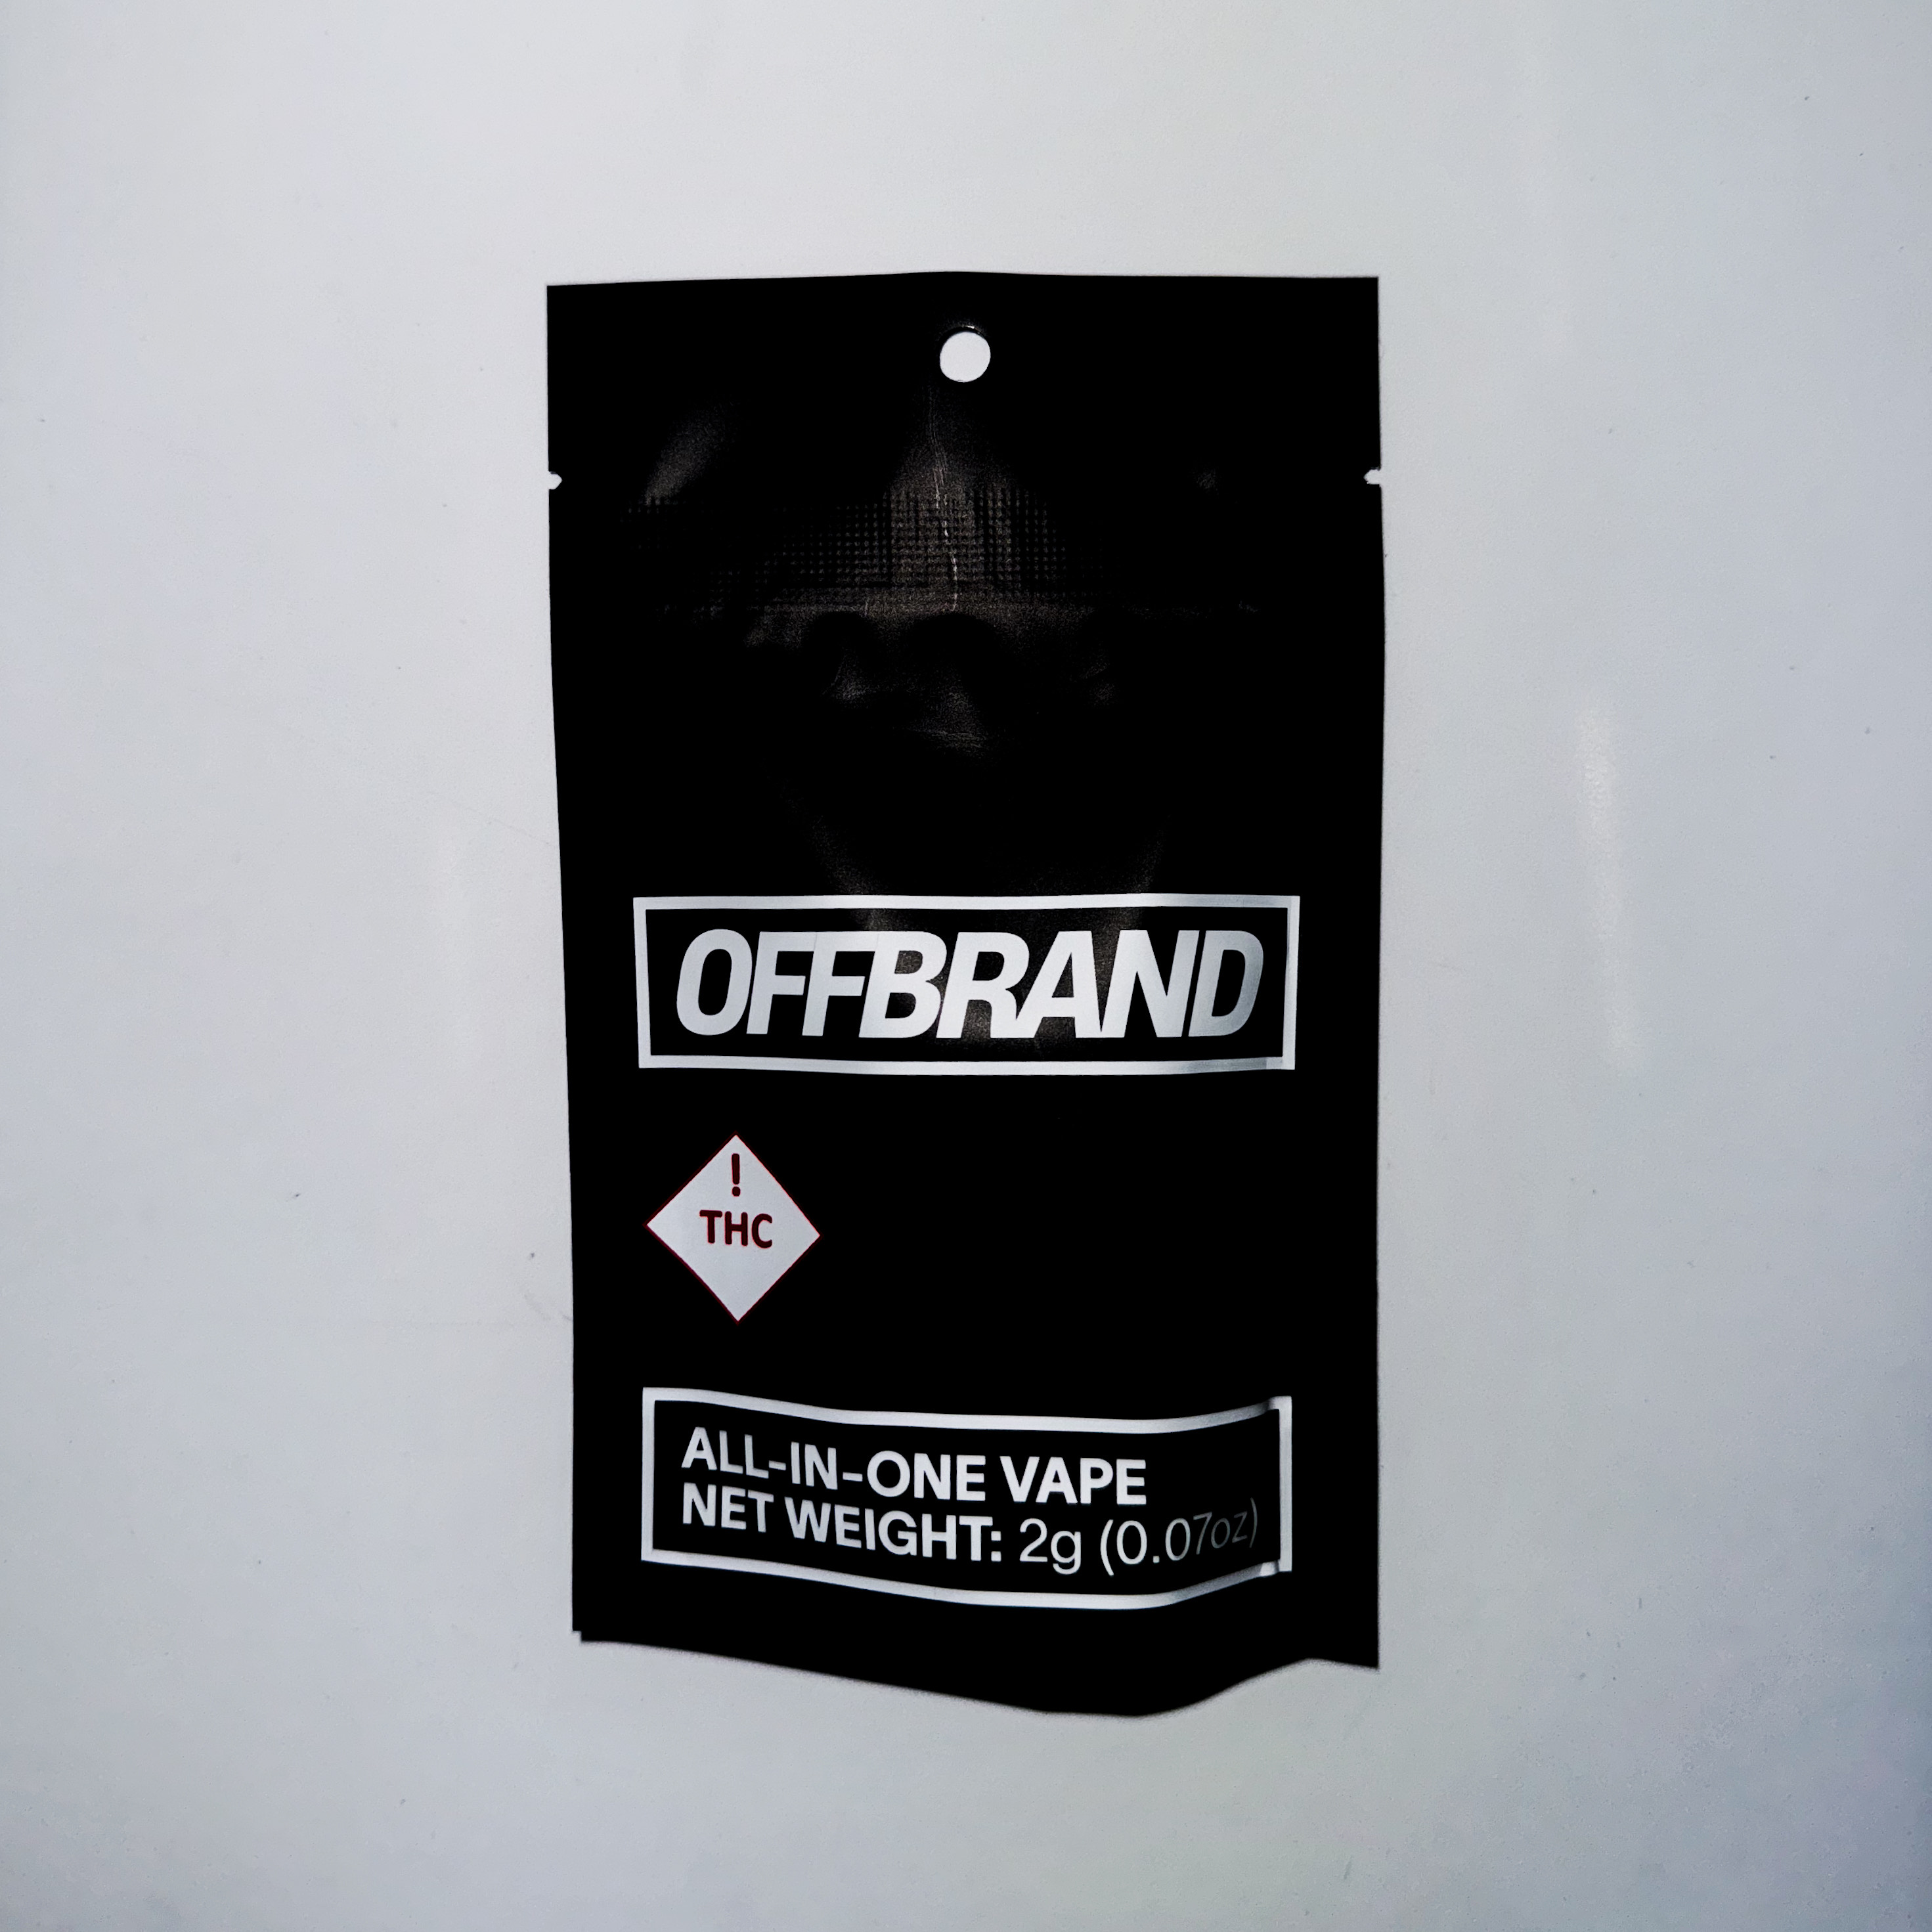 OFFBRAND
!
THC
ALL-IN-ONE VAPE
NET WEIGHT: 2g (0.07oz)